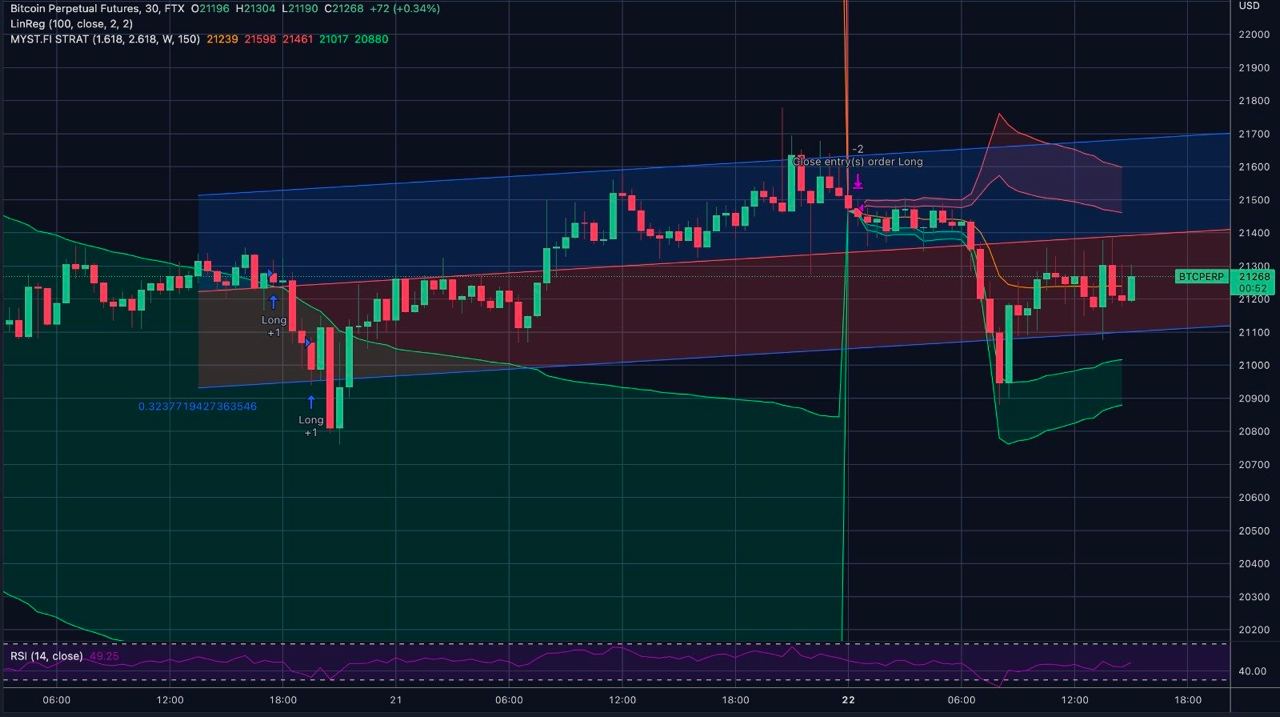 Bitcoin Perpetual Futures, 30, FTX O21196 H21304 L21190 C21268 +72 (+0.34%)
LinReg (100, close, 2, 2)
MYST.FI STRAT (1.618, 2.618, W, 150) 21239 21598 21461 21017 20880
USD
22000
21900
21800
21700
21600
21500
21400
21300
21200
21100
21000
20900
20800
20700
20600
20500
20400
20300
20200
-2
Close entry(s) order Long
BTCPERP 21268
00:52
Long
+1
Long
+1
0.3237719427363546
RSI (14, close) 49.25
40.00
06:00 12:00 18:00 21 06:00 12:00 18:00 22 06:00 12:00 18:00